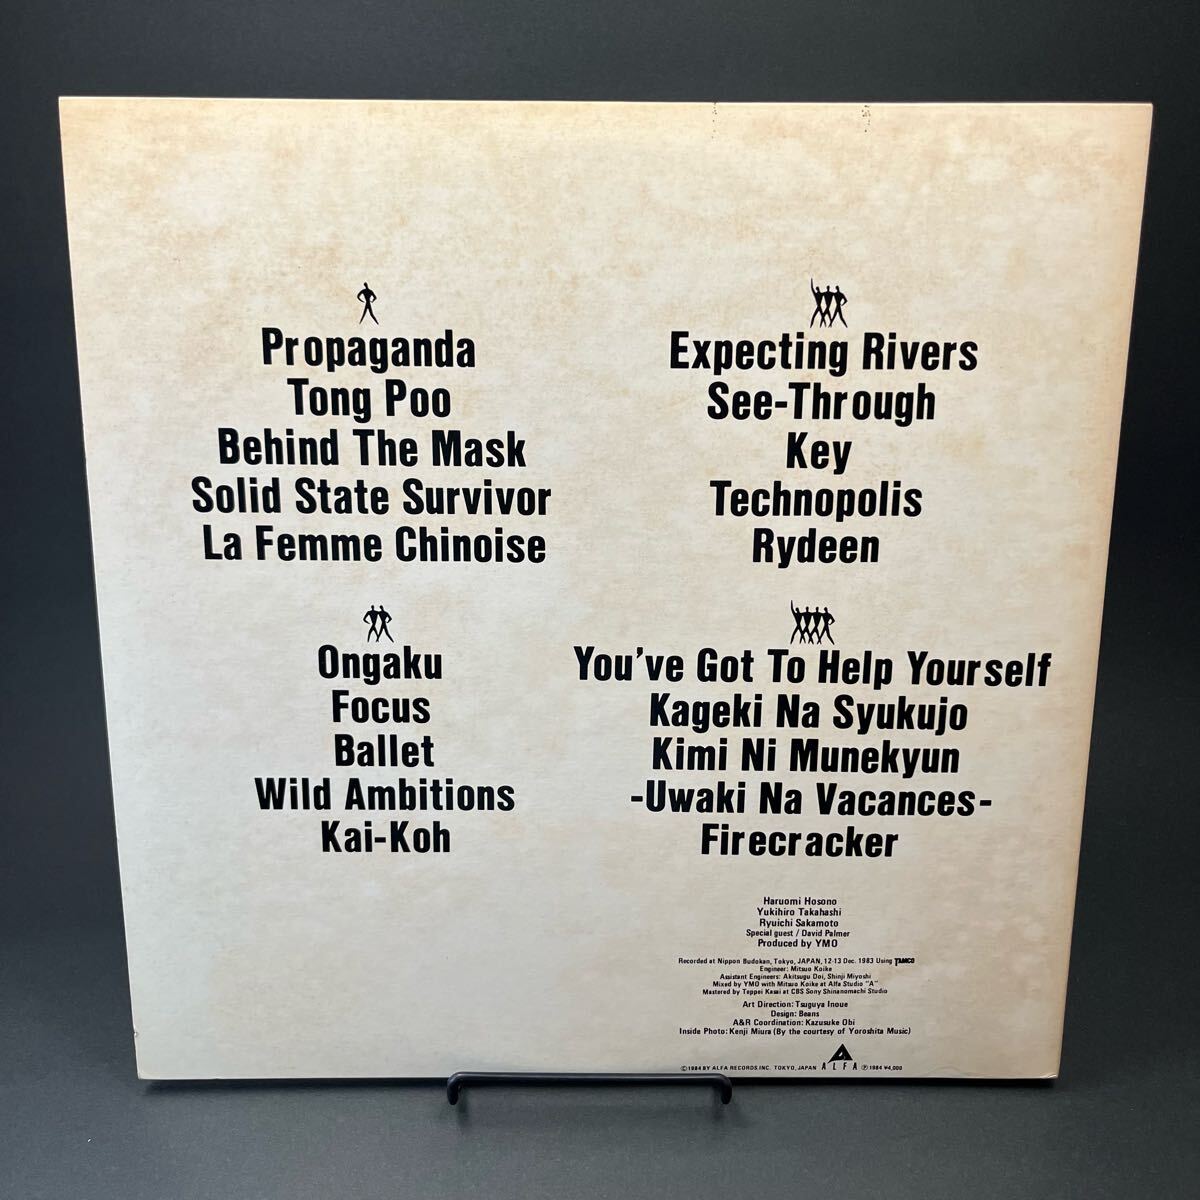 Propaganda
Tong Poo
Behind The Mask
Solid State Survivor
La Femme Chinoise
Ongaku
Focus
Ballet
Wild Ambitions
Kai-Koh
Expecting Rivers
See-Through
Key
Technopolis
Rydeen
You've Got To Help Yourself
Kageki Na Syukujo
Kimi Ni Munekyun
-Uwaki Na Vacances-
Firecracker
Haruomi Hosono
Yukihiro Takahashi
Ryuichi Sakamoto
Special guest / David Palmer
Produced by YMO
Recorded at Nippon Budokan, Tokyo, JAPAN, 12-13 Dec. 1983 Using TAMCO
Engineer: Mitsuo Koike
Assistant Engineers: Akitsugu Doi, Shinji Miyoshi
Mixed by YMO with Mitsuo Koike at Alfa Studio "A"
Mastered by Teppei Kasai at CBS Sony Shinanomachi Studio
Art Direction: Tsuguya Inoue
Design: Beans
A&R Coordination: Kazusuke Obi
Inside Photo: Kenji Miura (By the courtesy of Yoroshita Music)
©1984 BY ALFA RECORDS, INC. TOKYO, JAPAN ALFA ℗1984 ¥4,000